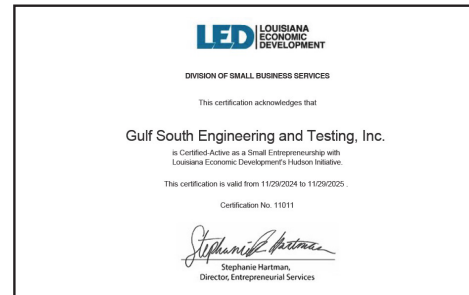 LED LOUISIANA
ECONOMIC
DEVELOPMENT
DIVISION OF SMALL BUSINESS SERVICES
This certification acknowledges that
Gulf South Engineering and Testing, Inc.
is Certified-Active as a Small Entrepreneurship with
Louisiana Economic Development's Hudson Initiative.
This certification is valid from 11/29/2024 to 11/29/2025 .
Certification No. 11011
Stephanie Hartman
Stephanie Hartman,
Director, Entrepreneurial Services